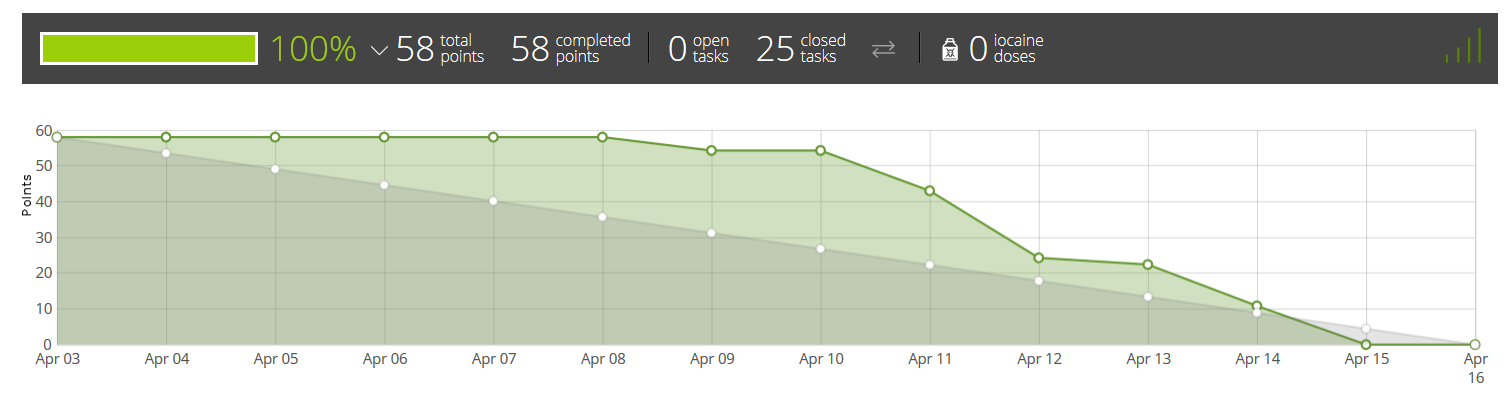 100% 58 total points 58 completed points 0 open tasks 25 closed tasks 0 iocaine doses
60
50
40
30
20
10
0
Points
Apr 03 Apr 04 Apr 05 Apr 06 Apr 07 Apr 08 Apr 09 Apr 10 Apr 11 Apr 12 Apr 13 Apr 14 Apr 15 Apr 16